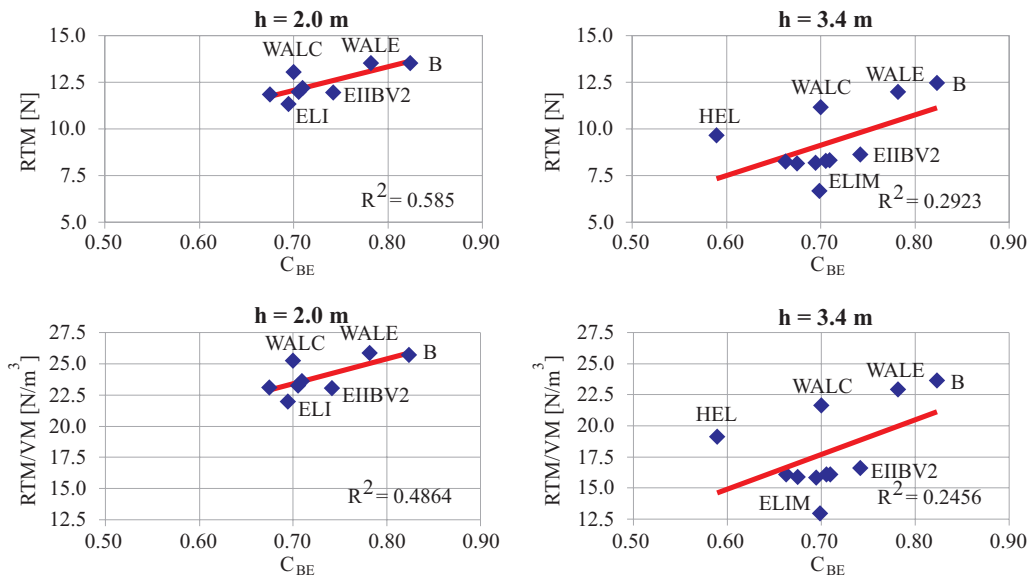 h = 2.0 m
RTM [N]
15.0
12.5
10.0
7.5
5.0
WALC
WALE
B
EIIBV2
ELI
R² = 0.585
0.50
0.60
0.70
0.80
0.90
C_BE
h = 3.4 m
RTM [N]
15.0
12.5
10.0
7.5
5.0
HEL
WALC
WALE
B
EIIBV2
ELIM
R² = 0.2923
0.50
0.60
0.70
0.80
0.90
C_BE
h = 2.0 m
RTM/VM [N/m³]
27.5
25.0
22.5
20.0
17.5
15.0
12.5
WALC
WALE
B
EIIBV2
ELI
R² = 0.4864
0.50
0.60
0.70
0.80
0.90
C_BE
h = 3.4 m
RTM/VM [N/m³]
27.5
25.0
22.5
20.0
17.5
15.0
12.5
HEL
WALC
WALE
B
EIIBV2
ELIM
R² = 0.2456
0.50
0.60
0.70
0.80
0.90
C_BE